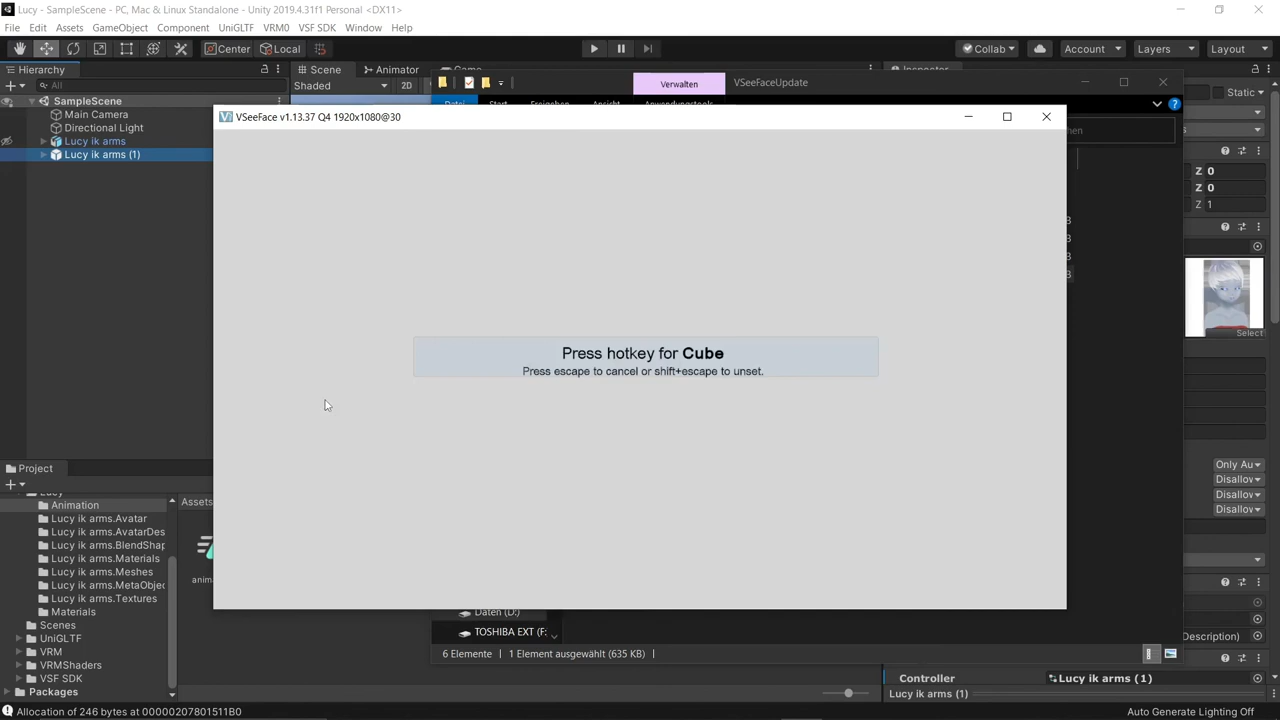 Lucy - SampleScene - PC, Mac & Linux Standalone - Unity 2019.4.31f1 Personal <DX11>
File Edit Assets GameObject Component UniGLTF VRM0 VSF SDK Window Help
Center Local Collab Account Layers Layout
Hierarchy Scene Animator
All Shaded 2D Verwalten VSeeFaceUpdate Static
SampleScene
Main Camera
Directional Light
Lucy ik arms
Lucy ik arms (1)
VSeeFace v1.13.37 Q4 1920x1080@30
Z 0
Z 0
Z 1
Select
Press hotkey for Cube
Press escape to cancel or shift+escape to unset.
Only Au
Disallov
Disallov
Disallov
Project
Animation
Assets
Lucy ik arms.Avatar
Lucy ik arms.AvatarDes
Lucy ik arms.BlendShap
Lucy ik arms.Materials
Lucy ik arms.Meshes
Lucy ik arms.MetaObjec
Lucy ik arms.Textures
Materials
Scenes
UniGLTF
VRM
VRMShaders
VSF SDK
Packages
anima
Daten (D:)
TOSHIBA EXT (F:
Description)
6 Elemente 1 Element ausgewählt (635 KB)
Controller Lucy ik arms (1)
Lucy ik arms (1)
Allocation of 246 bytes at 00000207801511B0
Auto Generate Lighting Off